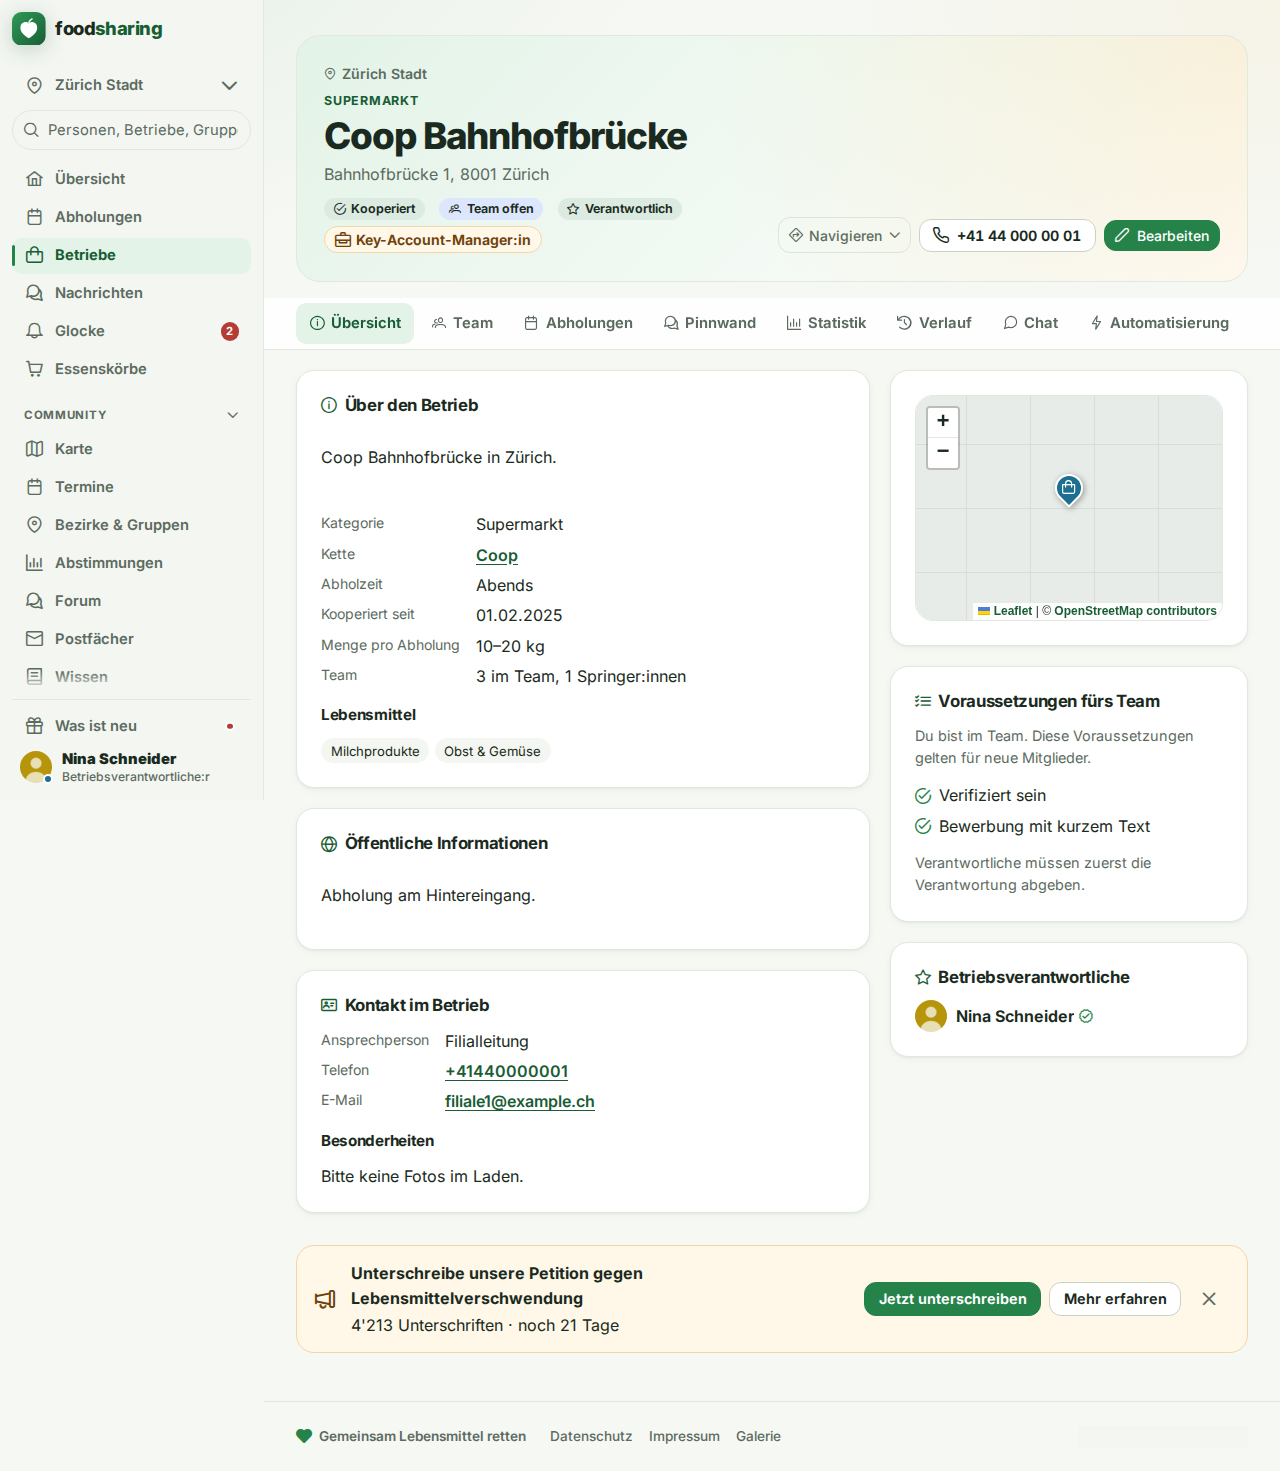 foodsharing
Zürich Stadt
Personen, Betriebe, Grupp
Übersicht
Abholungen
Betriebe
Nachrichten
Glocke 2
Essenskörbe
COMMUNITY
Karte
Termine
Bezirke & Gruppen
Abstimmungen
Forum
Postfächer
Wissen
Was ist neu
Nina Schneider
Betriebsverantwortliche:r
Zürich Stadt
SUPERMARKT
Coop Bahnhofbrücke
Bahnhofbrücke 1, 8001 Zürich
Kooperiert Team offen Verantwortlich
Key-Account-Manager:in
Navigieren +41 44 000 00 01 Bearbeiten
Übersicht Team Abholungen Pinnwand Statistik Verlauf Chat Automatisierung
Über den Betrieb
Coop Bahnhofbrücke in Zürich.
Kategorie Supermarkt
Kette Coop
Abholzeit Abends
Kooperiert seit 01.02.2025
Menge pro Abholung 10–20 kg
Team 3 im Team, 1 Springer:innen
Lebensmittel
Milchprodukte Obst & Gemüse
Öffentliche Informationen
Abholung am Hintereingang.
Kontakt im Betrieb
Ansprechperson Filialleitung
Telefon +41440000001
E-Mail filiale1@example.ch
Besonderheiten
Bitte keine Fotos im Laden.
+
−
Leaflet | © OpenStreetMap contributors
Voraussetzungen fürs Team
Du bist im Team. Diese Voraussetzungen
gelten für neue Mitglieder.
Verifiziert sein
Bewerbung mit kurzem Text
Verantwortliche müssen zuerst die
Verantwortung abgeben.
Betriebsverantwortliche
Nina Schneider
Unterschreibe unsere Petition gegen
Lebensmittelverschwendung
4'213 Unterschriften · noch 21 Tage
Jetzt unterschreiben Mehr erfahren
Gemeinsam Lebensmittel retten Datenschutz Impressum Galerie